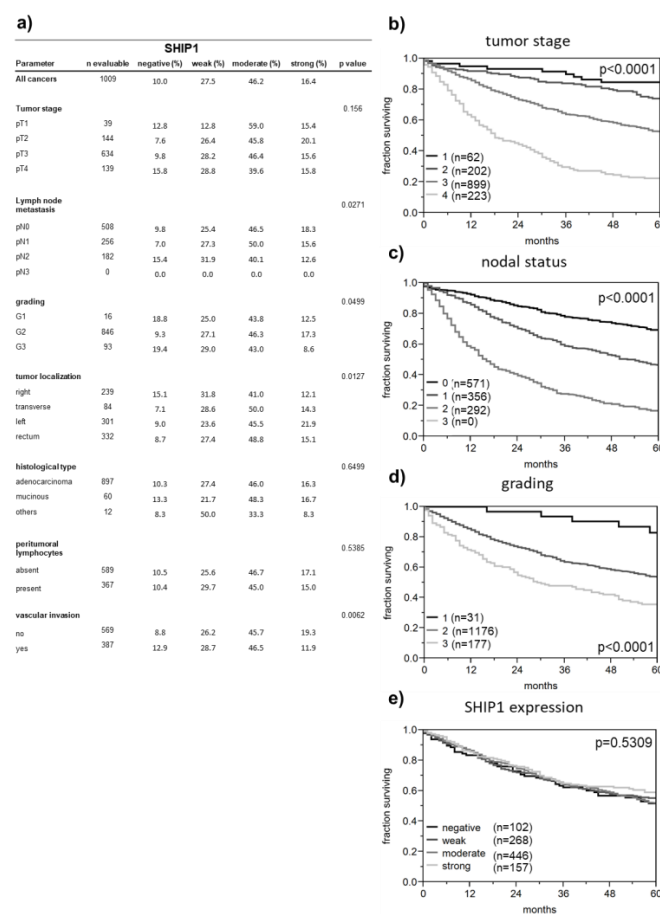 a)
SHIP1
Parameter n evaluable negative (%) weak (%) moderate (%) strong (%) p value
All cancers 1009 10.0 27.5 46.2 16.4
Tumor stage 0.156
pT1 39 12.8 12.8 59.0 15.4
pT2 144 7.6 26.4 45.8 20.1
pT3 634 9.8 28.2 46.4 15.6
pT4 139 15.8 28.8 39.6 15.8
Lymph node
metastasis 0.0271
pN0 508 9.8 25.4 46.5 18.3
pN1 256 7.0 27.3 50.0 15.6
pN2 182 15.4 31.9 40.1 12.6
pN3 0 0.0 0.0 0.0 0.0
grading 0.0499
G1 16 18.8 25.0 43.8 12.5
G2 846 9.3 27.1 46.3 17.3
G3 93 19.4 29.0 43.0 8.6
tumor localization 0.0127
right 239 15.1 31.8 41.0 12.1
transverse 84 7.1 28.6 50.0 14.3
left 301 9.0 23.6 45.5 21.9
rectum 332 8.7 27.4 48.8 15.1
histological type 0.6499
adenocarcinoma 897 10.3 27.4 46.0 16.3
mucinous 60 13.3 21.7 48.3 16.7
others 12 8.3 50.0 33.3 8.3
peritumoral
lymphocytes 0.5385
absent 589 10.5 25.6 46.7 17.1
present 367 10.4 29.7 45.0 15.0
vascular invasion 0.0062
no 569 8.8 26.2 45.7 19.3
yes 387 12.9 28.7 46.5 11.9
b)
tumor stage
fraction surviving
1.0
0.8
0.6
0.4
0.2
0.0
p<0.0001
1 (n=62)
2 (n=202)
3 (n=899)
4 (n=223)
0 12 24 36 48 60
months
c)
nodal status
fraction surviving
1.0
0.8
0.6
0.4
0.2
0.0
p<0.0001
0 (n=571)
1 (n=356)
2 (n=292)
3 (n=0)
0 12 24 36 48 60
months
d)
grading
fraction surviving
1.0
0.8
0.6
0.4
0.2
0.0
1 (n=31)
2 (n=1176)
3 (n=177)
p<0.0001
0 12 24 36 48 60
months
e)
SHIP1 expression
fraction surviving
1.0
0.8
0.6
0.4
0.2
0.0
p=0.5309
negative (n=102)
weak (n=268)
moderate (n=446)
strong (n=157)
0 12 24 36 48 60
months